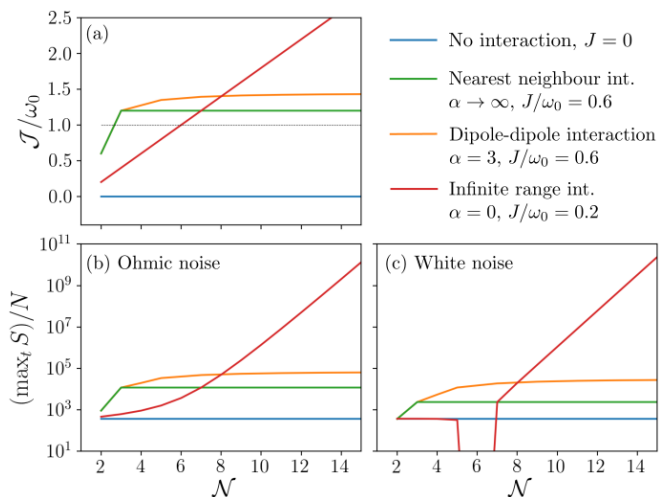 2.5
(a)
2.0
1.5
1.0
0.5
0.0
𝒥/ω₀
No interaction, J = 0
Nearest neighbour int.
α → ∞, J/ω₀ = 0.6
Dipole-dipole interaction
α = 3, J/ω₀ = 0.6
Infinite range int.
α = 0, J/ω₀ = 0.2
10¹¹
10⁹
10⁷
10⁵
10³
10¹
(maxₜ S)/N
(b) Ohmic noise
2 4 6 8 10 12 14
𝒩
(c) White noise
2 4 6 8 10 12 14
𝒩